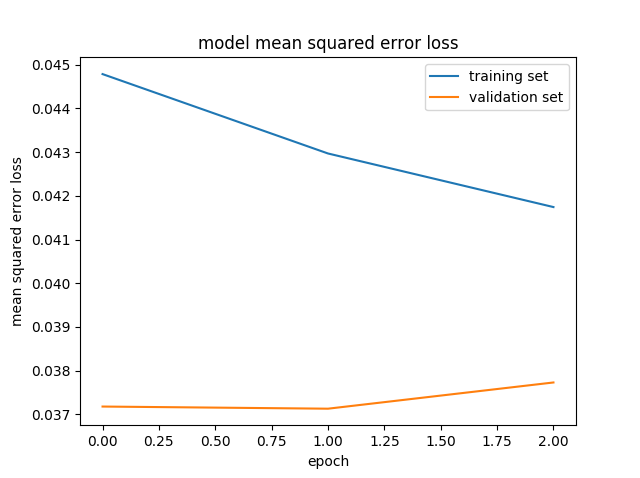 model mean squared error loss
training set
validation set
mean squared error loss
0.045
0.044
0.043
0.042
0.041
0.040
0.039
0.038
0.037
0.00 0.25 0.50 0.75 1.00 1.25 1.50 1.75 2.00
epoch